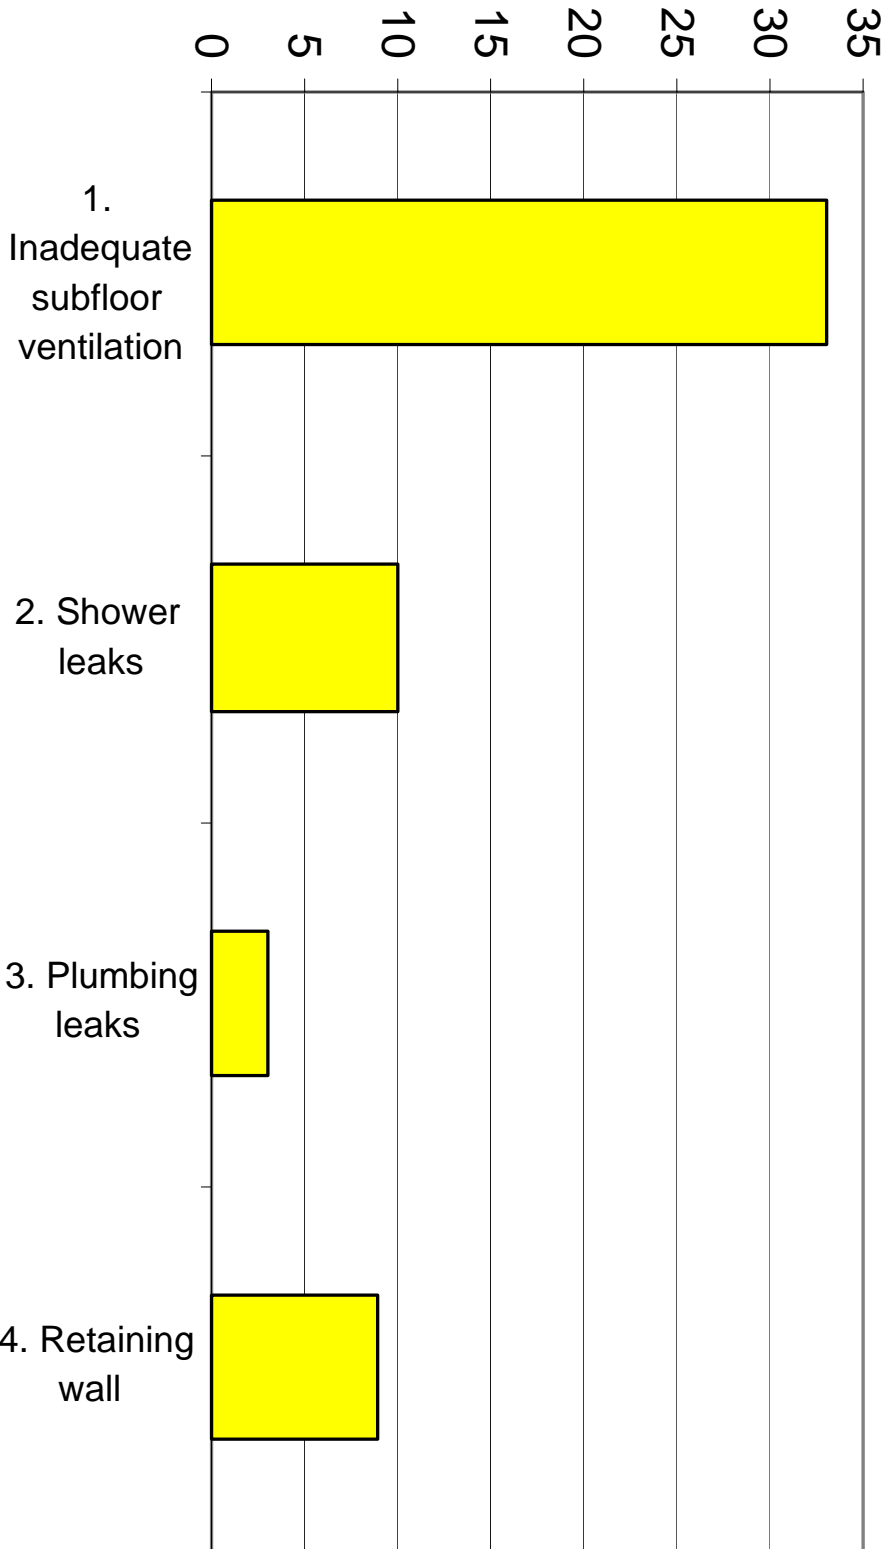 0
5
10
15
20
25
30
35
1.
Inadequate
subfloor
ventilation
2. Shower
leaks
3. Plumbing
leaks
4. Retaining
wall